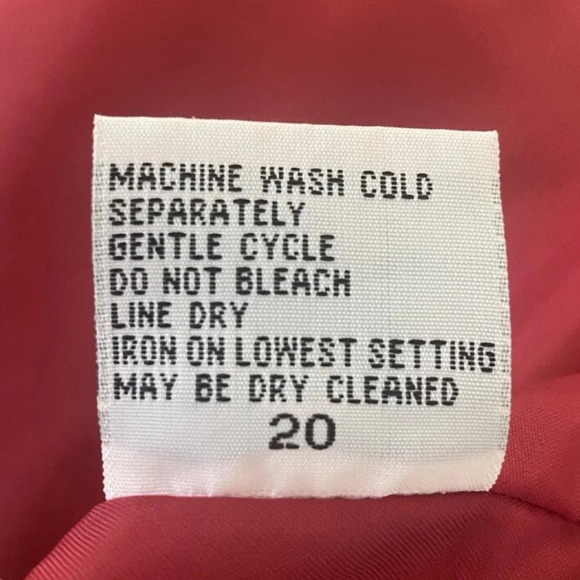 MACHINE WASH COLD
SEPARATELY
GENTLE CYCLE
DO NOT BLEACH
LINE DRY
IRON ON LOWEST SETTING
MAY BE DRY CLEANED
20